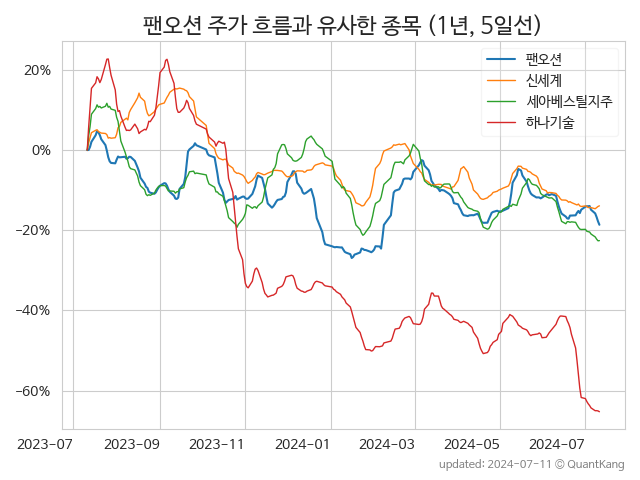 팬오션 주가 흐름과 유사한 종목 (1년, 5일선)
팬오션
신세계
세아베스틸지주
하나기술
20%
0%
−20%
−40%
−60%
2023-07
2023-09
2023-11
2024-01
2024-03
2024-05
2024-07
updated: 2024-07-11 © QuantKang